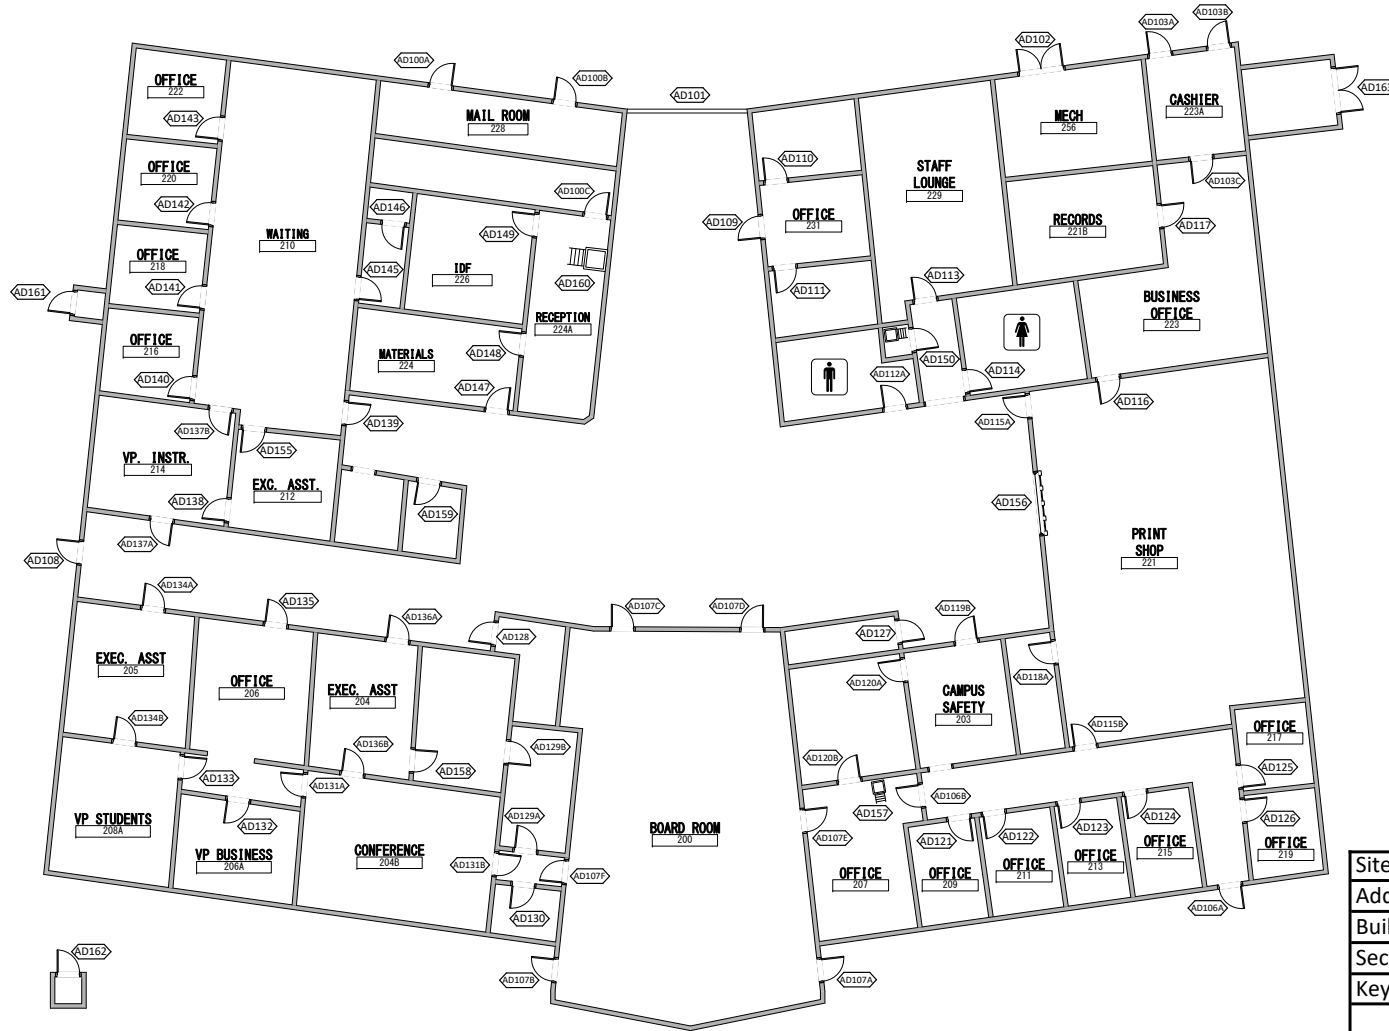 AD103A
AD103B
AD102
AD100A
AD100B
AD101
AD163
OFFICE
222
AD143
MAIL ROOM
228
MECH
256
CASHIER
223A
AD110
STAFF
LOUNGE
229
AD103C
OFFICE
220
AD142
AD100C
AD146
WAITING
210
AD149
AD109
OFFICE
231
RECORDS
221B
AD117
OFFICE
218
AD141
AD145
IDF
226
AD160
AD111
AD113
AD161
RECEPTION
224A
BUSINESS
OFFICE
223
OFFICE
216
AD140
MATERIALS
224
AD148
AD147
AD150
AD112A
AD114
AD116
AD115A
AD137B
AD139
AD155
VP. INSTR.
214
AD138
EXC. ASST.
212
AD159
AD156
AD137A
AD108
PRINT
SHOP
221
AD134A
AD135
AD136A
AD107C
AD107D
AD119B
AD128
AD127
EXEC. ASST
205
OFFICE
206
EXEC. ASST
204
AD120A
AD118A
CAMPUS
SAFETY
203
AD134B
AD136B
AD129B
AD115B
OFFICE
217
AD133
AD131A
AD158
AD120B
AD125
AD106B
AD157
VP STUDENTS
208A
AD132
AD129A
BOARD ROOM
200
AD107E
AD121
AD122
AD123
AD124
AD126
VP BUSINESS
206A
CONFERENCE
204B
AD131B
AD107F
OFFICE
207
OFFICE
209
OFFICE
211
OFFICE
213
OFFICE
215
OFFICE
219
AD130
AD106A
AD162
AD107B
AD107A
Site
Buil
Sec
Key